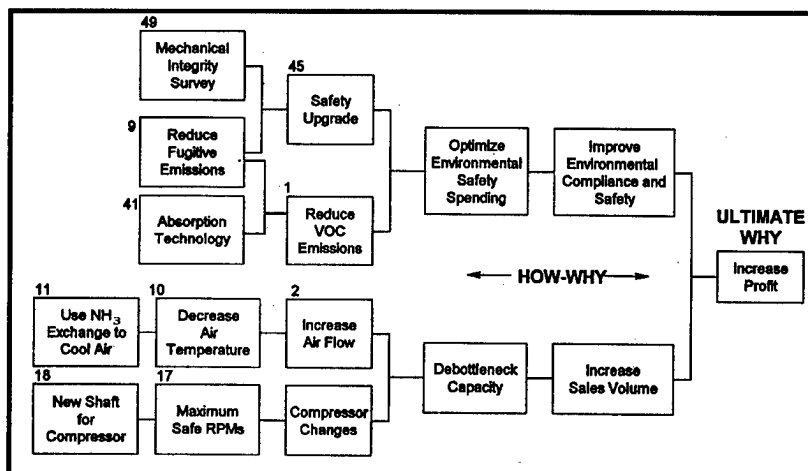 49
Mechanical
Integrity
Survey
45
Safety
Upgrade
9
Reduce
Fugitive
Emissions
41
Absorption
Technology
1
Reduce
VOC
Emissions
Optimize
Environmental
Safety
Spending
Improve
Environmental
Compliance and
Safety
ULTIMATE
WHY
Increase
Profit
HOW-WHY
11
Use NH₃
Exchange to
Cool Air
10
Decrease
Air
Temperature
2
Increase
Air Flow
18
New Shaft
for
Compressor
17
Maximum
Safe RPMs
Compressor
Changes
Debottleneck
Capacity
Increase
Sales Volume